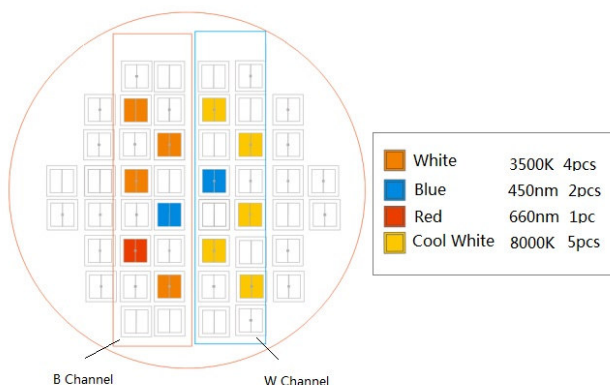 White 3500K 4pcs
Blue 450nm 2pcs
Red 660nm 1pc
Cool White 8000K 5pcs
B Channel
W Channel